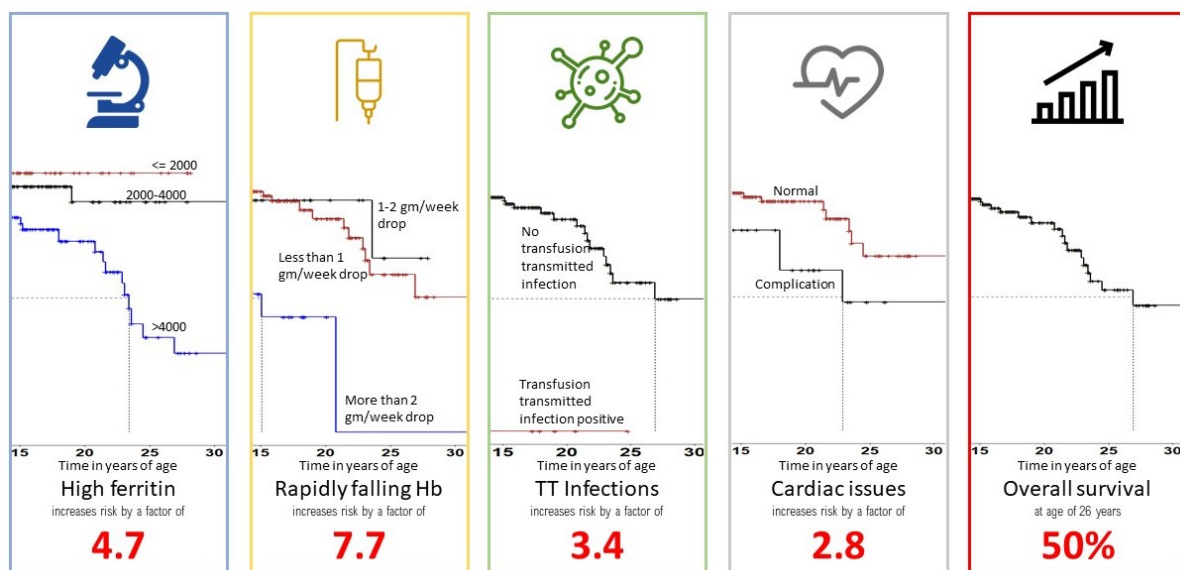 <= 2000
2000-4000
>4000
15 20 25 30
Time in years of age
High ferritin
increases risk by a factor of
4.7
1-2 gm/week
drop
Less than 1
gm/week drop
More than 2
gm/week drop
15 20 25 30
Time in years of age
Rapidly falling Hb
increases risk by a factor of
7.7
No
transfusion
transmitted
infection
Transfusion
transmitted
infection positive
15 20 25 30
Time in years of age
TT Infections
increases risk by a factor of
3.4
Normal
Complication
15 20 25 30
Time in years of age
Cardiac issues
increases risk by a factor of
2.8
15 20 25 30
Time in years of age
Overall survival
at age of 26 years
50%